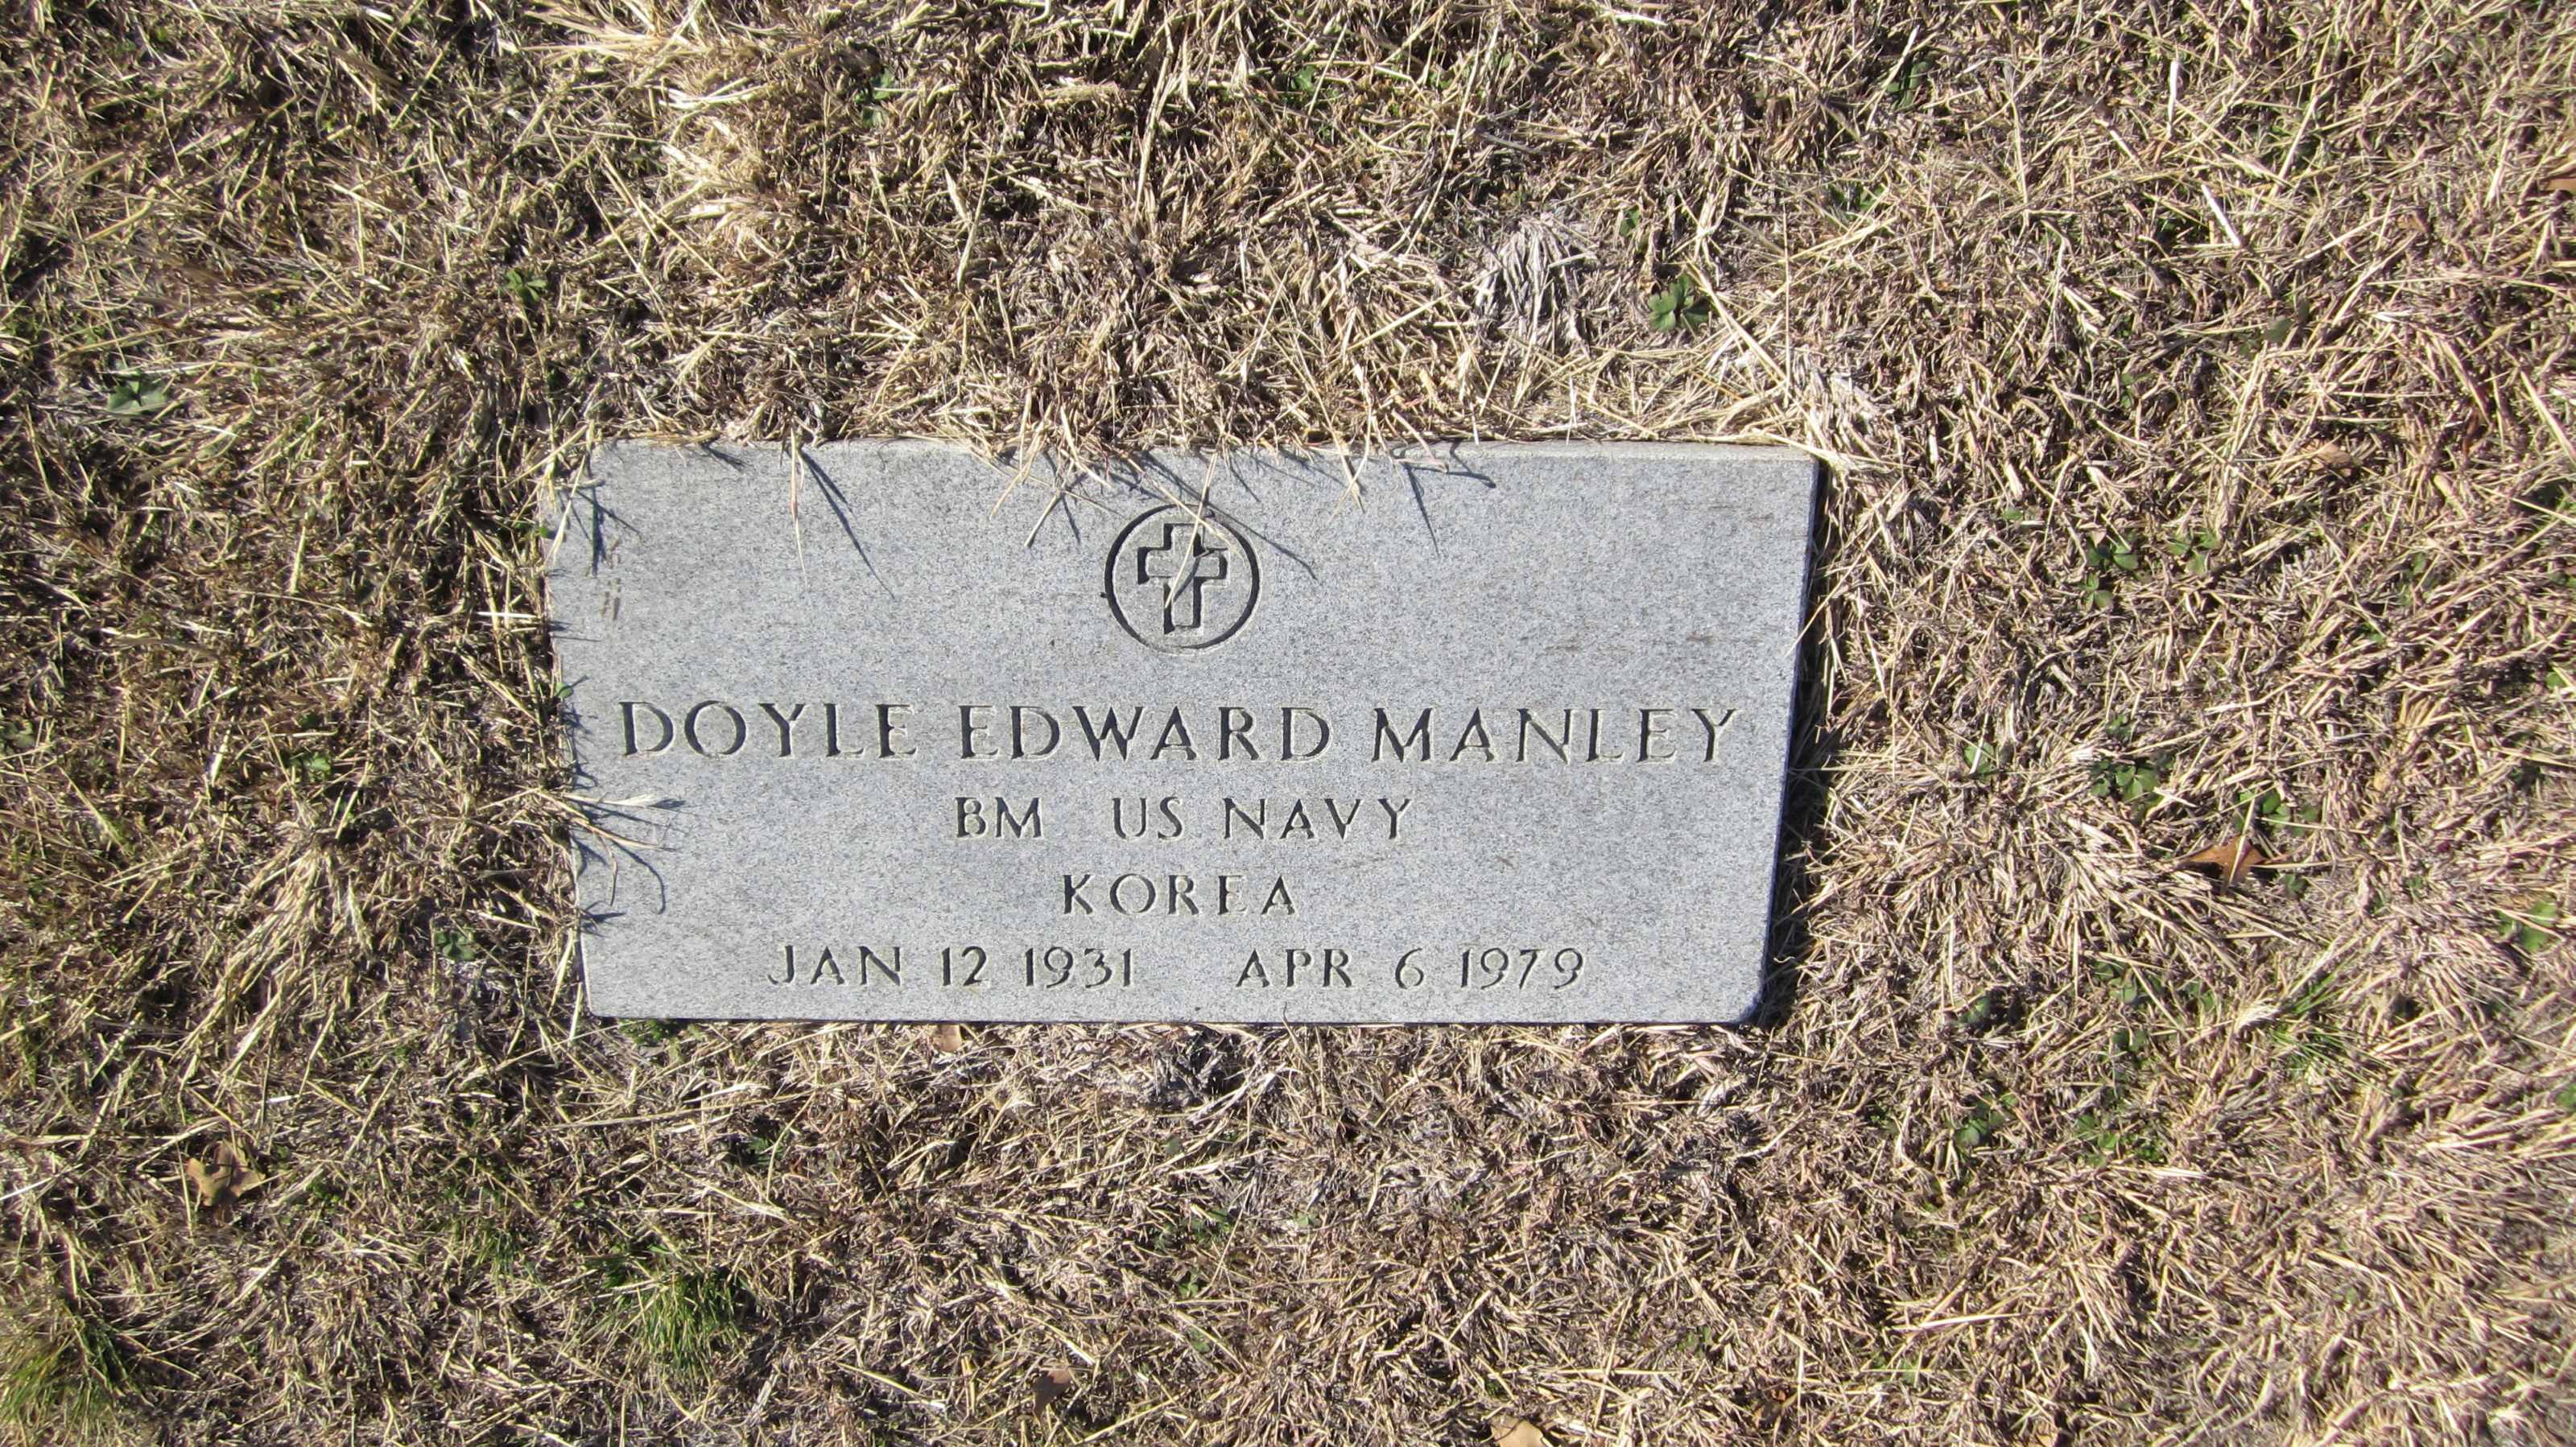 DOYLE EDWARD MANLEY
BM US NAVY
KOREA
JAN 12 1931 APR 6 1979